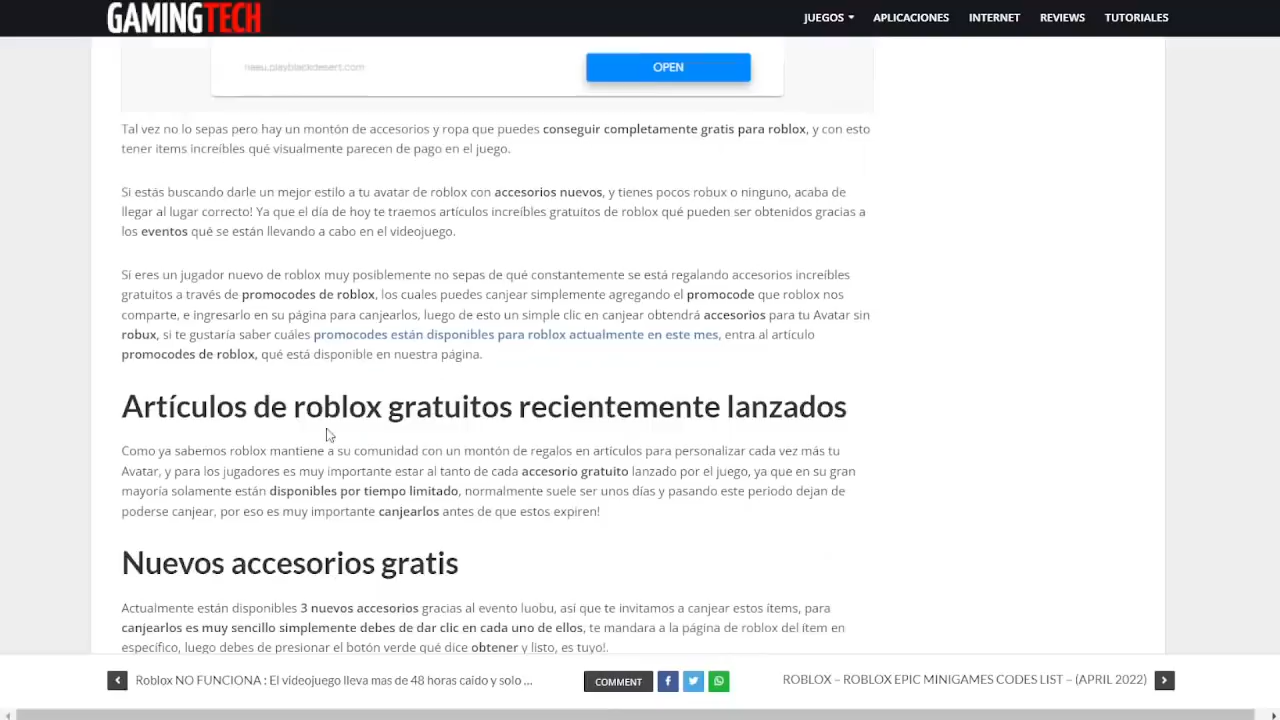 GAMINGTECH
JUEGOS APLICACIONES INTERNET REVIEWS TUTORIALES
OPEN
Tal vez no lo sepas pero hay un montón de accesorios y ropa que puedes conseguir completamente gratis para roblox, y con esto
tener items increíbles qué visualmente parecen de pago en el juego.
Si estás buscando darle un mejor estilo a tu avatar de roblox con accesorios nuevos, y tienes pocos robux o ninguno, acaba de
llegar al lugar correcto! Ya que el día de hoy te traemos artículos increíbles gratuitos de roblox qué pueden ser obtenidos gracias a
los eventos qué se están llevando a cabo en el videojuego.
Si eres un jugador nuevo de roblox muy posiblemente no sepas de qué constantemente se está regalando accesorios increíbles
gratuitos a través de promocodes de roblox, los cuales puedes canjear simplemente agregando el promocode que roblox nos
comparte, e ingresarlo en su página para canjearlos, luego de esto un simple clic en canjear obtendrá accesorios para tu Avatar sin
robux, si te gustaría saber cuáles promocodes están disponibles para roblox actualmente en este mes, entra al artículo
promocodes de roblox, qué está disponible en nuestra página.
Artículos de roblox gratuitos recientemente lanzados
Como ya sabemos roblox mantiene a su comunidad con un montón de regalos en artículos para personalizar cada vez más tu
Avatar, y para los jugadores es muy importante estar al tanto de cada accesorio gratuito lanzado por el juego, ya que en su gran
mayoría solamente están disponibles por tiempo limitado, normalmente suele ser unos días y pasando este periodo dejan de
poderse canjear, por eso es muy importante canjearlos antes de que estos expiren!
Nuevos accesorios gratis
Actualmente están disponibles 3 nuevos accesorios gracias al evento luobu, así que te invitamos a canjear estos ítems, para
canjearlos es muy sencillo simplemente debes de dar clic en cada uno de ellos, te mandara a la página de roblox del ítem en
específico, luego debes de presionar el botón verde qué dice obtener y listo, es tuyo!.
Roblox NO FUNCIONA : El videojuego lleva mas de 48 horas caído y solo ...
COMMENT
ROBLOX – ROBLOX EPIC MINIGAMES CODES LIST – (APRIL 2022)